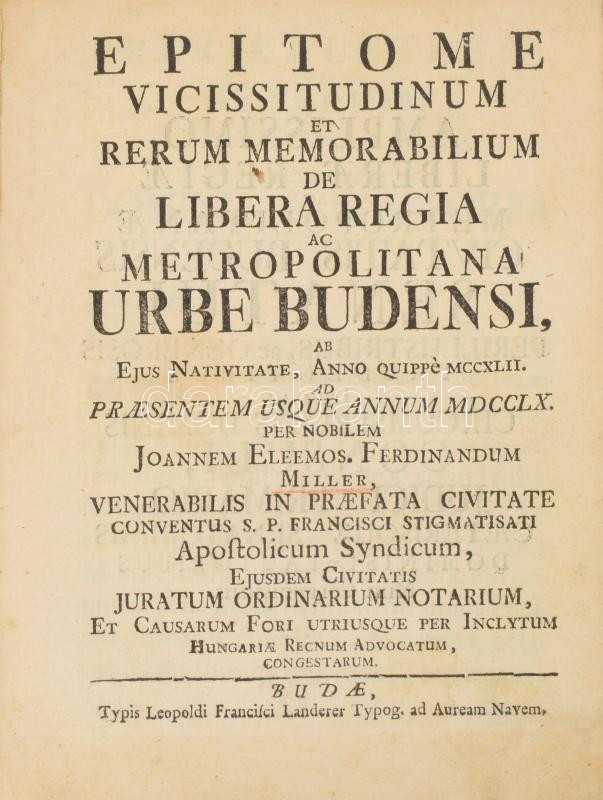 EPITOME
VICISSITUDINUM
ET
RERUM MEMORABILIUM
DE
LIBERA REGIA
AC
METROPOLITANA
URBE BUDENSI,
AB
EJUS NATIVITATE, ANNO QUIPPè MCCXLII.
AD
PRÆSENTEM USQUE ANNUM MDCCLX.
PER NOBILEM
JOANNEM ELEEMOS. FERDINANDUM
MILLER,
VENERABILIS IN PRÆFATA CIVITATE
CONVENTUS S. P. FRANCISCI STIGMATISATI
Apoſtolicum Syndicum,
EJUSDEM CIVITATIS
JURATUM ORDINARIUM NOTARIUM,
ET CAUSARUM FORI UTRIUSQUE PER INCLYTUM
HUNGARIÆ RECNUM ADVOCATUM,
CONGESTARUM.
BUDÆ,
Typis Leopoldi Franciſci Landerer Typog. ad Auream Navem,
darabanth